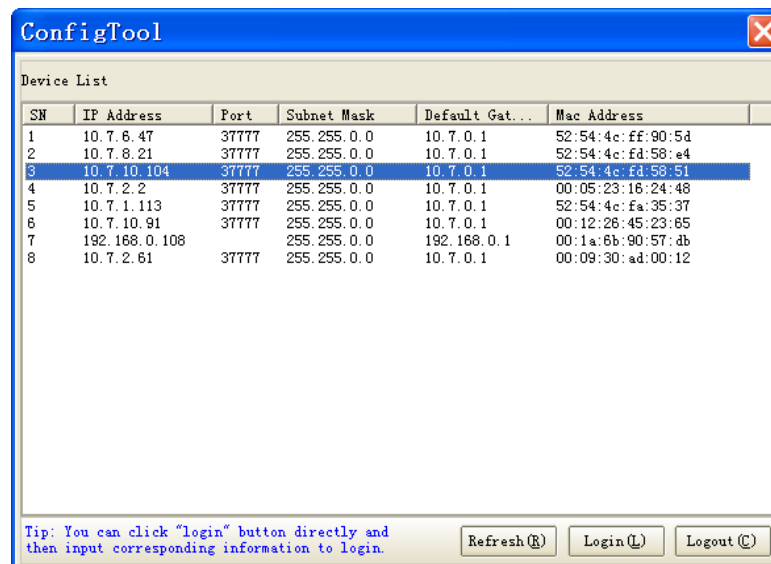 ConfigTool
Device List
SN IP Address Port Subnet Mask Default Gat... Mac Address
1 10.7.6.47 37777 255.255.0.0 10.7.0.1 52:54:4c:ff:90:5d
2 10.7.8.21 37777 255.255.0.0 10.7.0.1 52:54:4c:fd:58:e4
3 10.7.10.104 37777 255.255.0.0 10.7.0.1 52:54:4c:fd:58:51
4 10.7.2.2 37777 255.255.0.0 10.7.0.1 00:05:23:16:24:48
5 10.7.1.113 37777 255.255.0.0 10.7.0.1 52:54:4c:fa:35:37
6 10.7.10.91 37777 255.255.0.0 10.7.0.1 00:12:26:45:23:65
7 192.168.0.108 255.255.0.0 192.168.0.1 00:1a:6b:90:57:db
8 10.7.2.61 37777 255.255.0.0 10.7.0.1 00:09:30:ad:00:12
Tip: You can click "login" button directly and
then input corresponding information to login.
Refresh(R) Login(L) Logout(C)